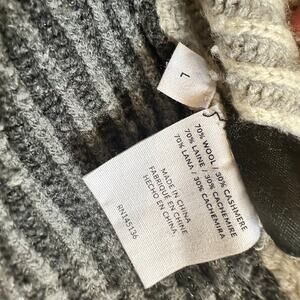 L
70% WOOL / 30% CASHMERE
70% LAINE / 30% CACHEMIRE
70% LANA / 30% CACHEMIRA
MADE IN CHINA
FABRIQUE EN CHINE
HECHO EN CHINA
RN145136